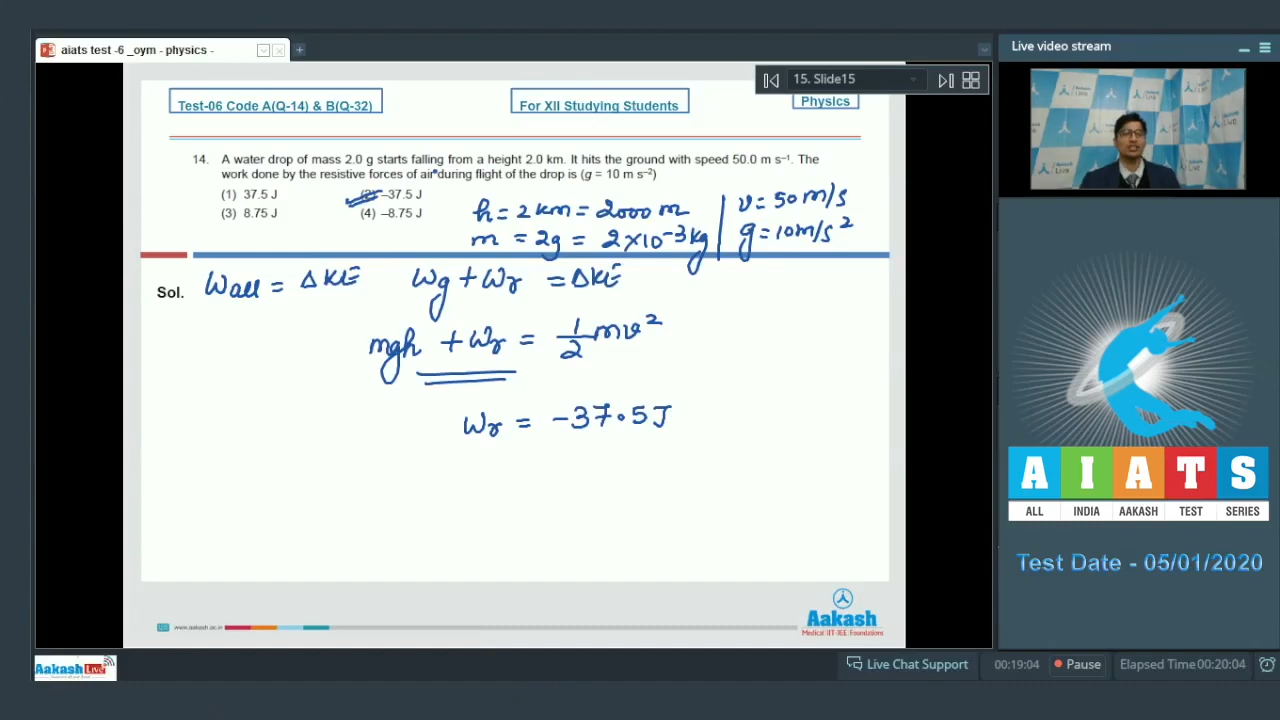 aiats test -6 _oym - physics -
Live video stream
15. Slide15
Test-06 Code A(Q-14) & B(Q-32)
For XII Studying Students
Physics
14. A water drop of mass 2.0 g starts falling from a height 2.0 km. It hits the ground with speed 50.0 m s⁻¹. The
work done by the resistive forces of air during flight of the drop is (g = 10 m s⁻²)
(1) 37.5 J
(2) –37.5 J
(3) 8.75 J
(4) –8.75 J
h = 2 km = 2000 m
m = 2g = 2×10⁻³ kg
v = 50 m/s
g = 10 m/s²
Sol.
Wall = ΔKE
Wg + Wr = ΔKE
mgh + Wr = 1/2 mv²
Wr = -37.5 J
AIATS
ALL INDIA AAKASH TEST SERIES
Test Date - 05/01/2020
www.aakash.ac.in
Aakash
Medical|IIT-JEE|Foundations
Aakash Live
Live Chat Support
00:19:04
Pause
Elapsed Time 00:20:04